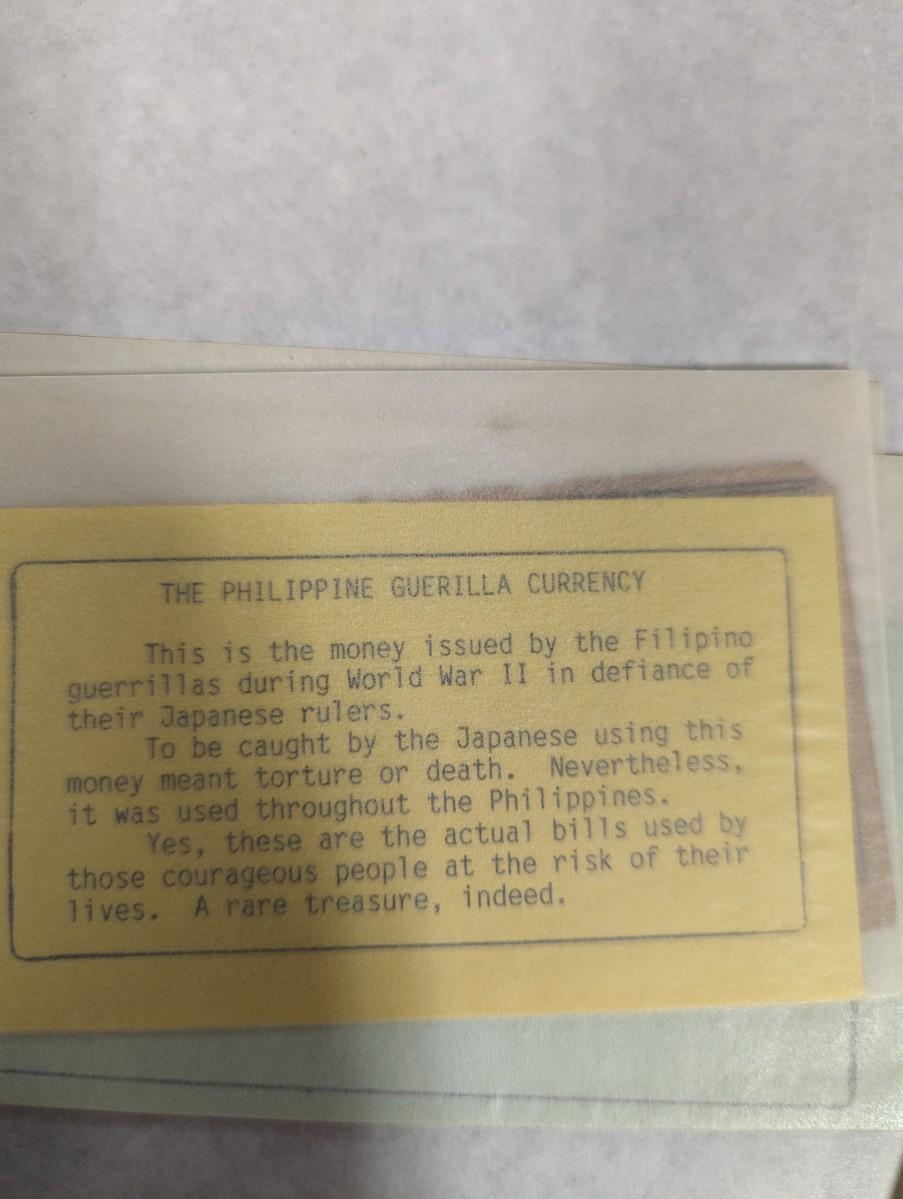 THE PHILIPPINE GUERILLA CURRENCY
This is the money issued by the Filipino
guerrillas during World War II in defiance of
their Japanese rulers.
To be caught by the Japanese using this
money meant torture or death. Nevertheless,
it was used throughout the Philippines.
Yes, these are the actual bills used by
those courageous people at the risk of their
lives. A rare treasure, indeed.